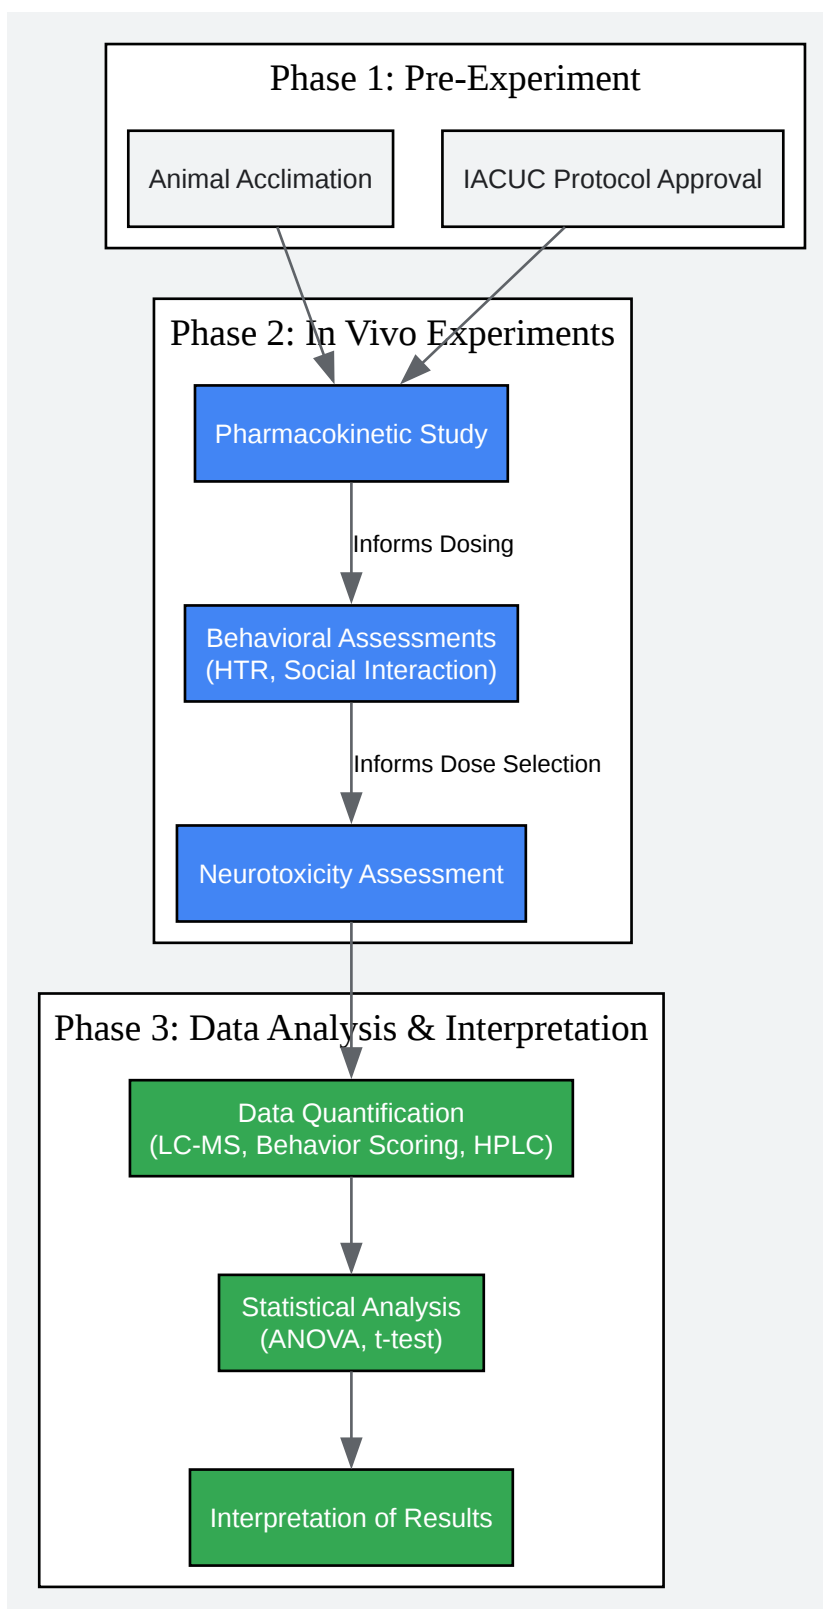 Phase 1: Pre-Experiment
Animal Acclimation
IACUC Protocol Approval
Phase 2: In Vivo Experiments
Pharmacokinetic Study
Informs Dosing
Behavioral Assessments
(HTR, Social Interaction)
Informs Dose Selection
Neurotoxicity Assessment
Phase 3: Data Analysis & Interpretation
Data Quantification
(LC-MS, Behavior Scoring, HPLC)
Statistical Analysis
(ANOVA, t-test)
Interpretation of Results